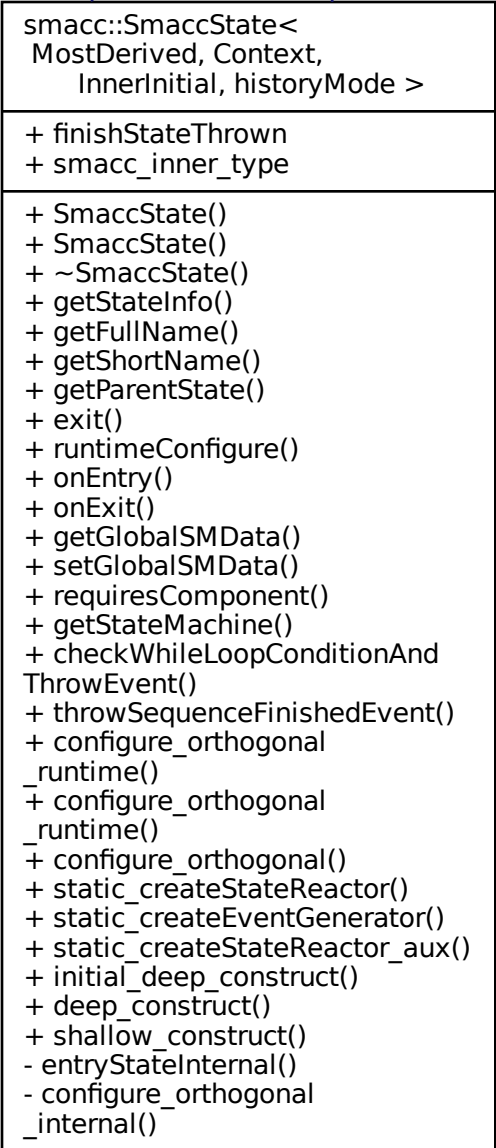 smacc::SmaccState<
MostDerived, Context,
InnerInitial, historyMode >
+ finishStateThrown
+ smacc_inner_type
+ SmaccState()
+ SmaccState()
+ ~SmaccState()
+ getStateInfo()
+ getFullName()
+ getShortName()
+ getParentState()
+ exit()
+ runtimeConfigure()
+ onEntry()
+ onExit()
+ getGlobalSMData()
+ setGlobalSMData()
+ requiresComponent()
+ getStateMachine()
+ checkWhileLoopConditionAnd
ThrowEvent()
+ throwSequenceFinishedEvent()
+ configure_orthogonal
_runtime()
+ configure_orthogonal
_runtime()
+ configure_orthogonal()
+ static_createStateReactor()
+ static_createEventGenerator()
+ static_createStateReactor_aux()
+ initial_deep_construct()
+ deep_construct()
+ shallow_construct()
- entryStateInternal()
- configure_orthogonal
_internal()